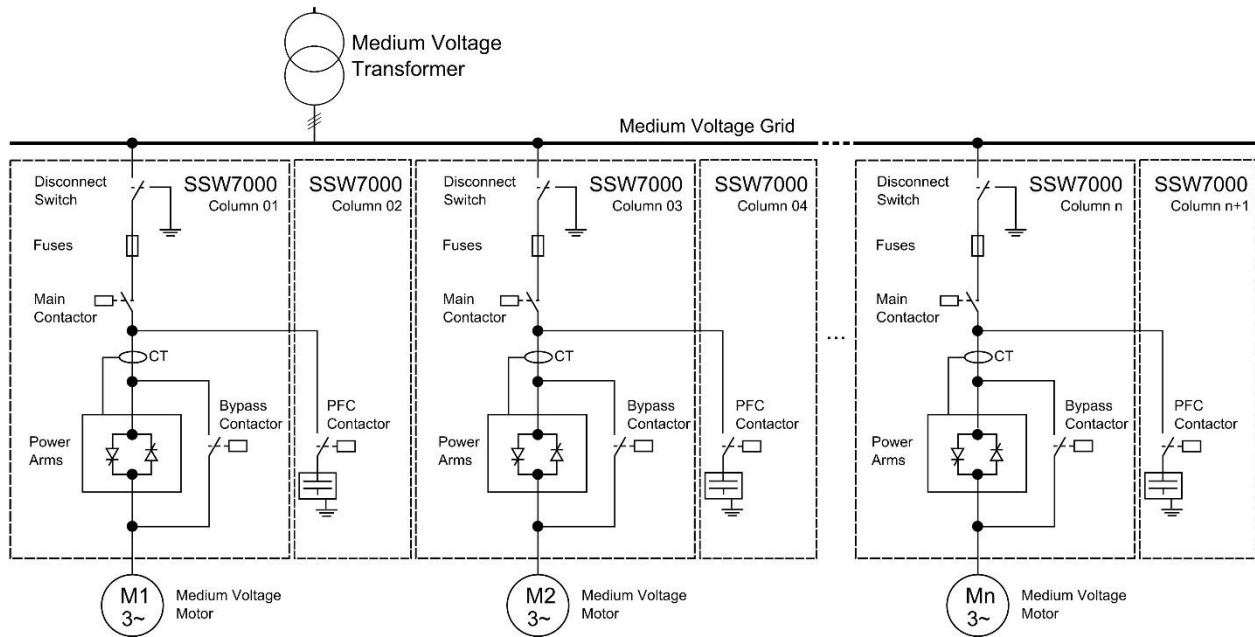 Medium Voltage
Transformer
Medium Voltage Grid
Disconnect
Switch
SSW7000
Column 01
Fuses
Main
Contactor
CT
Bypass
Contactor
Power
Arms
SSW7000
Column 02
PFC
Contactor
M1
3~
Medium Voltage
Motor
Disconnect
Switch
SSW7000
Column 03
Fuses
Main
Contactor
CT
Bypass
Contactor
Power
Arms
SSW7000
Column 04
PFC
Contactor
M2
3~
Medium Voltage
Motor
...
Disconnect
Switch
SSW7000
Column n
Fuses
Main
Contactor
CT
Bypass
Contactor
Power
Arms
SSW7000
Column n+1
PFC
Contactor
Mn
3~
Medium Voltage
Motor